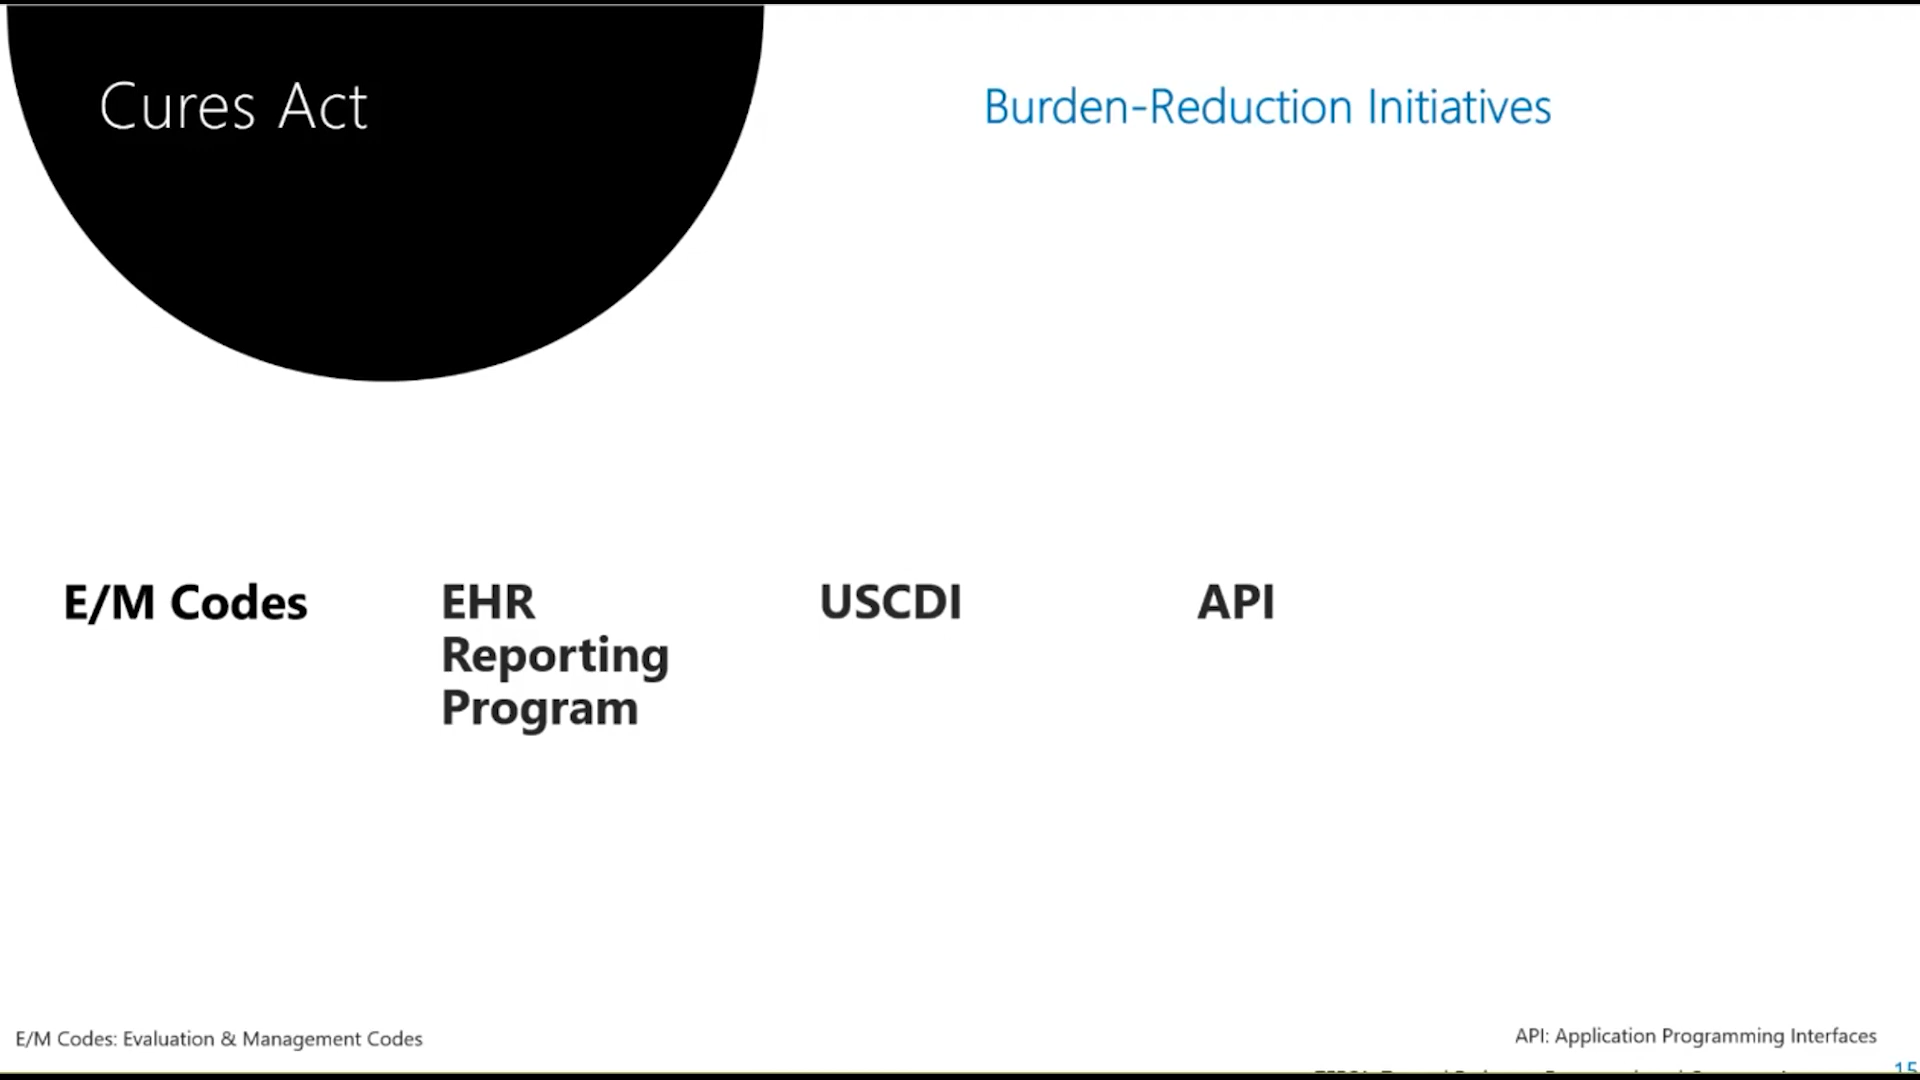 Cures Act
Burden-Reduction Initiatives
E/M Codes
EHR
Reporting
Program
USCDI
API
E/M Codes: Evaluation & Management Codes
API: Application Programming Interfaces
15